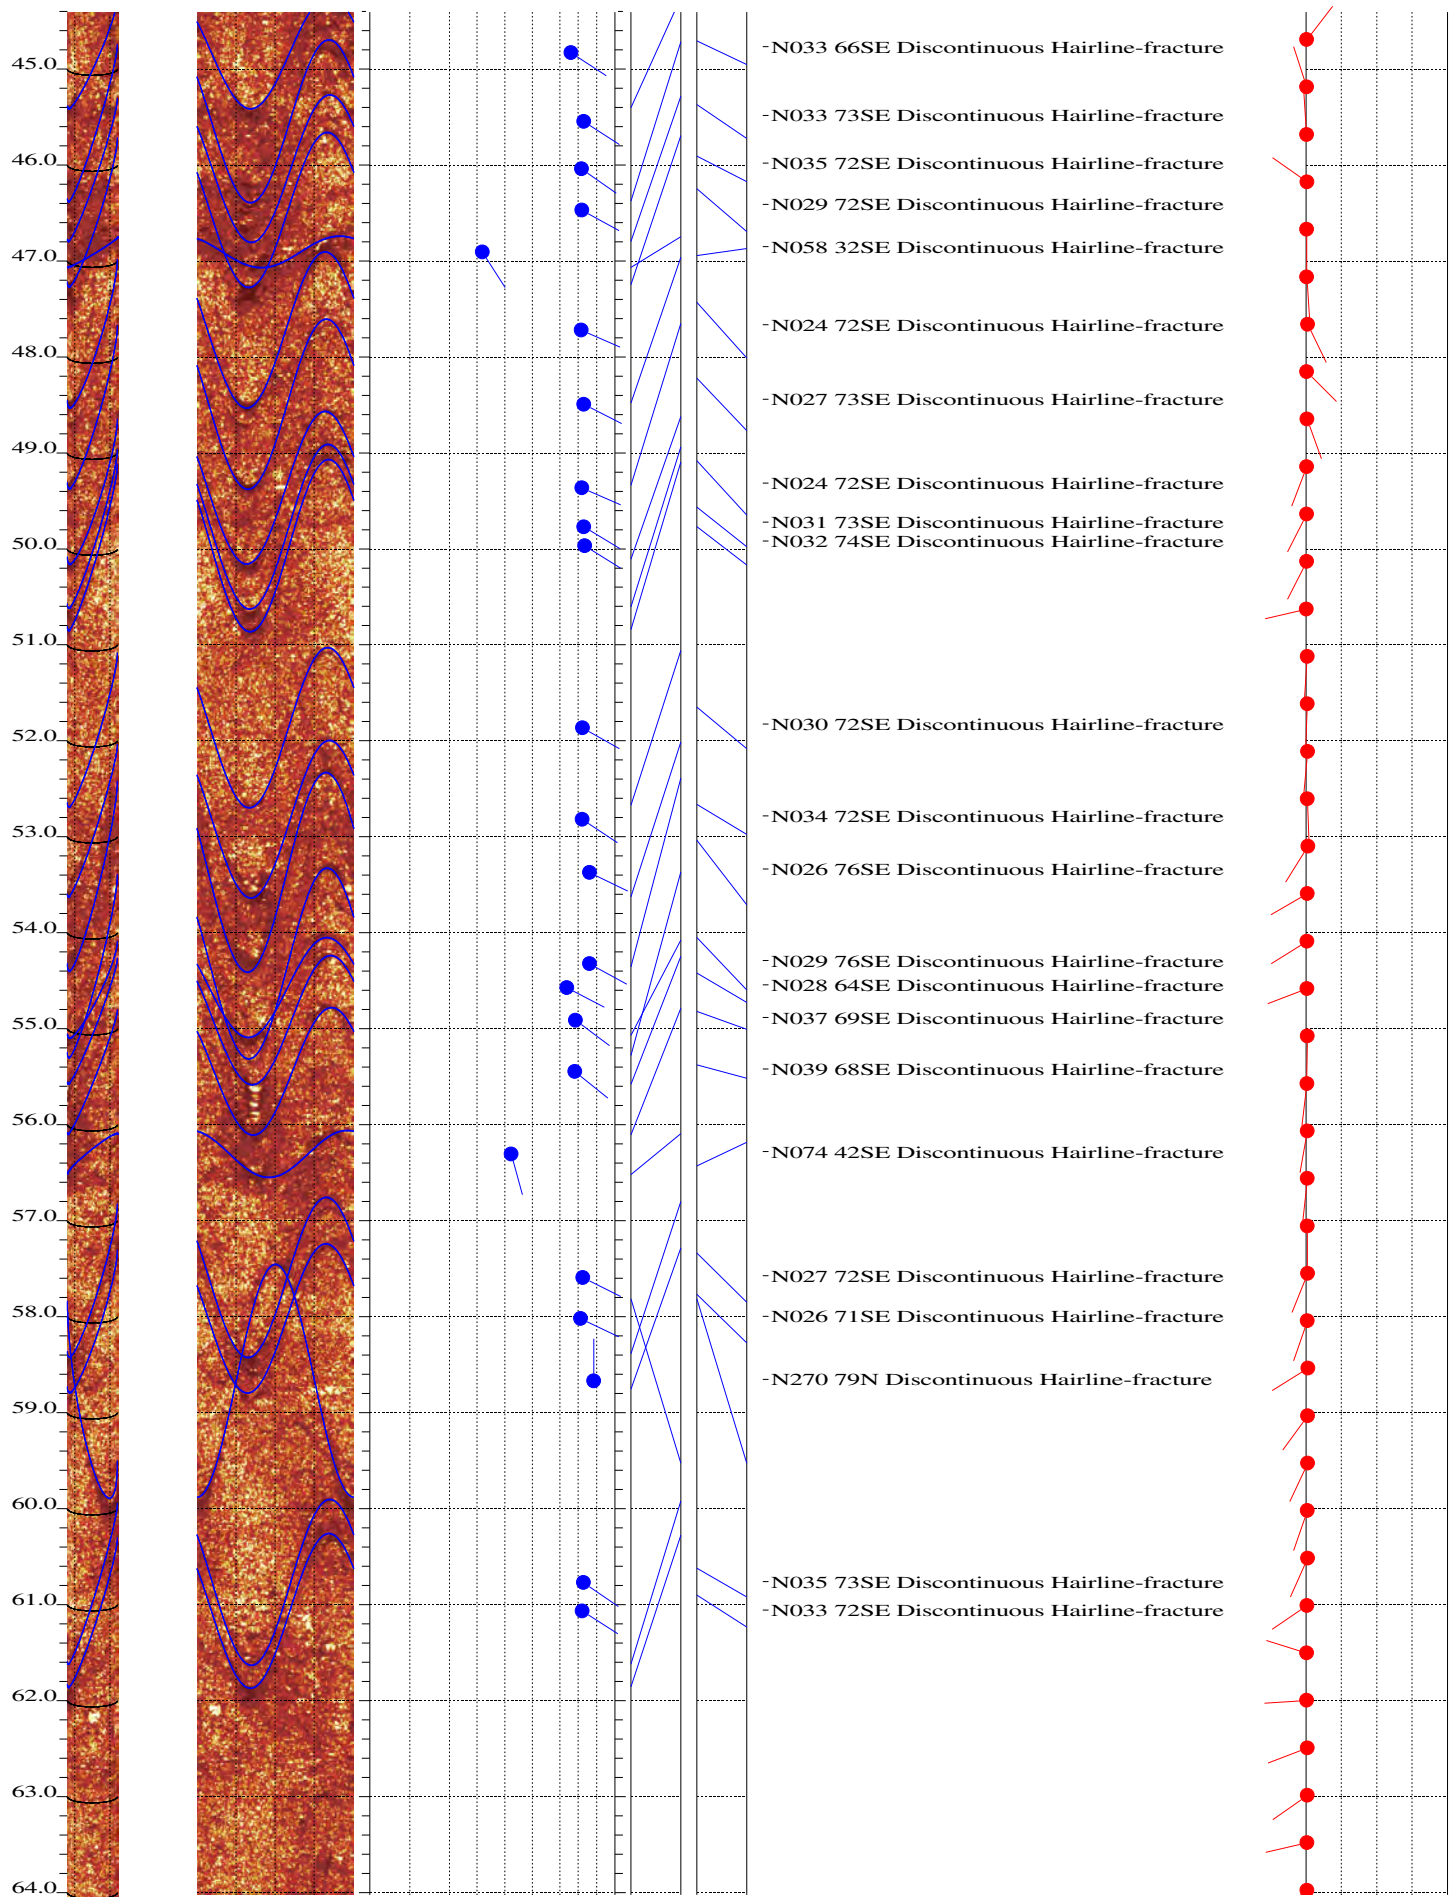 -N033 66SE Discontinuous Hairline-fracture
45.0
-N033 73SE Discontinuous Hairline-fracture
46.0
-N035 72SE Discontinuous Hairline-fracture
-N029 72SE Discontinuous Hairline-fracture
-N058 32SE Discontinuous Hairline-fracture
47.0
-N024 72SE Discontinuous Hairline-fracture
48.0
-N027 73SE Discontinuous Hairline-fracture
49.0
-N024 72SE Discontinuous Hairline-fracture
-N031 73SE Discontinuous Hairline-fracture
-N032 74SE Discontinuous Hairline-fracture
50.0
51.0
-N030 72SE Discontinuous Hairline-fracture
52.0
-N034 72SE Discontinuous Hairline-fracture
53.0
-N026 76SE Discontinuous Hairline-fracture
54.0
-N029 76SE Discontinuous Hairline-fracture
-N028 64SE Discontinuous Hairline-fracture
-N037 69SE Discontinuous Hairline-fracture
55.0
-N039 68SE Discontinuous Hairline-fracture
56.0
-N074 42SE Discontinuous Hairline-fracture
57.0
-N027 72SE Discontinuous Hairline-fracture
58.0
-N026 71SE Discontinuous Hairline-fracture
-N270 79N Discontinuous Hairline-fracture
59.0
60.0
-N035 73SE Discontinuous Hairline-fracture
61.0
-N033 72SE Discontinuous Hairline-fracture
62.0
63.0
64.0